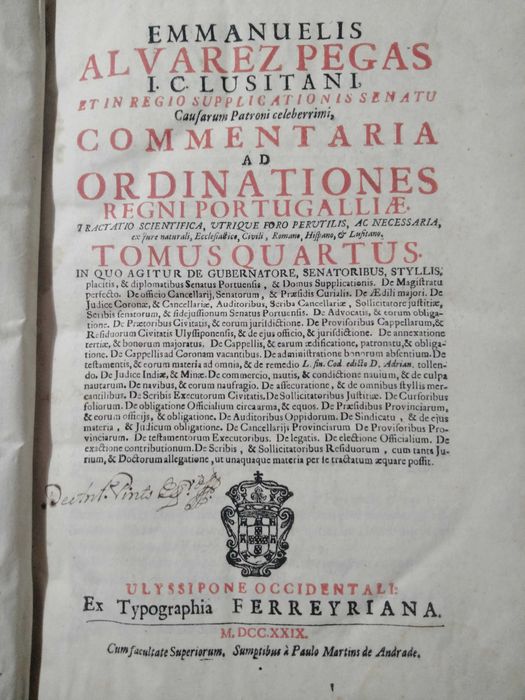 EMMANUELIS
ALVAREZ PEGAS
I. C. LUSITANI,
ET IN REGIO SUPPLICATIONIS SENATU
Causarum Patroni celeberrimi,
COMMENTARIA
AD
ORDINATIONES
REGNI PORTUGALLIÆ.
TRACTATIO SCIENTIFICA, UTRIQUE FORO PERUTILIS, AC NECESSARIA,
ex jure naturali, Ecclesiastico, Civili, Romano, Hispano, & Lusitano.
TOMUS QUARTUS.
IN QUO AGITUR DE GUBERNATORE, SENATORIBUS, STYLLIS,
placitis, & diplomatibus Senatus Portuensis, & Domus Supplicationis. De Magistratu
perfecto. De officio Cancellarij, Senatorum, & Præsidis Curialis. De Ædili majori. De
Judice Coronæ, & Cancellariæ, Auditoribus, Scriba Cancellariæ, Sollicitatore justitiæ,
Scribis senatorum, & fidejussionum Senatus Portuensis. De Advocatis, & eorum obliga-
tione. De Prætoribus Civitatis, & eorum juridictione. De Provisoribus Cappellarum, &
Residuorum Civitatis Ulyssiponensis, & de ejus officio, & jurisdictione. De annexatione
tertiæ, & bonorum majoratus. De Cappellis, & earum ædificatione, patronatu, & obliga-
tione. De Cappellis ad Coronam vacantibus. De administratione bonorum absentium. De
testamentis, & eorum materia ad omnia, & de remedio L. fin. Cod. edicto D. Adrian. tollen-
do. De Judice Indiæ, & Minæ. De commercio, nautis, & conditione nautium, & de culpa
nautarum. De navibus, & eorum naufragio. De assecuratione, & de omnibus styllis mer-
cantilibus. De Scribis Executorum Civitatis. De Sollicitatoribus Justitiæ. De Cursoribus
foliorum. De obligatione Officialium circa arma, & equos. De Præsidibus Provinciarum,
& eorum officijs, & obligatione. De Auditoribus Oppidorum. De Sindicatu, & de ejus
materia, & Judicum obligatione. De Cancellarijs Provinciarum De Provisoribus Pro-
vinciarum. De testamentorum Executoribus. De legatis. De electione Officialium. De
exactione contributionum. De Scribis, & Sollicitatoribus Residuorum, cum tanta Ju-
rium, & Doctorum allegatione, ut unaquaque materia per se tractatum æquare possit.
ULYSSIPONE OCCIDENTALI:
Ex Typographia FERREYRIANA.
M. DCC. XXIX.
Cum facultate Superiorum. Sumptibus à Paulo Martins de Andrade.